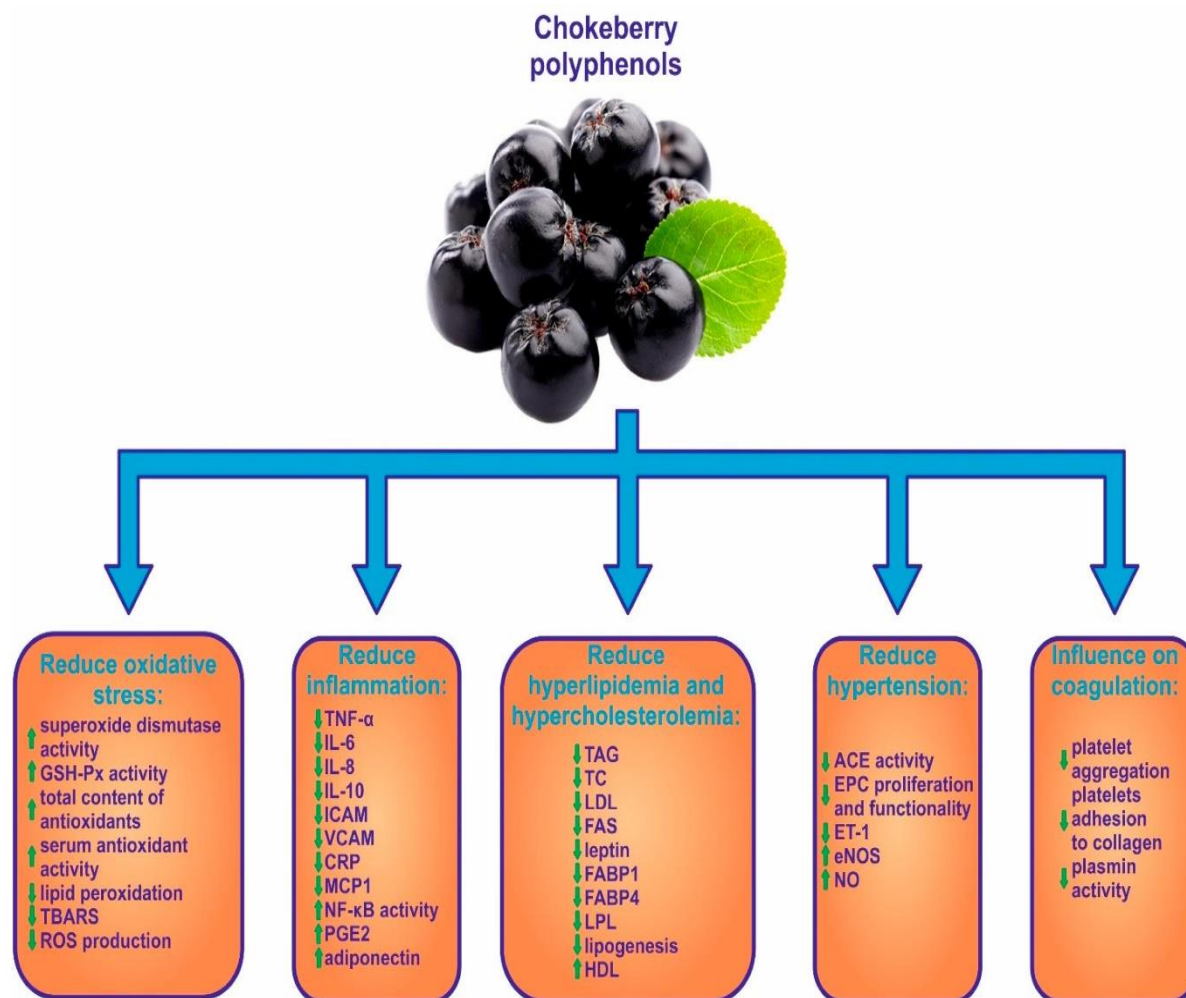 Chokeberry
polyphenols
Reduce oxidative
stress:
↑ superoxide dismutase
activity
↑ GSH-Px activity
↑ total content of
antioxidants
↑ serum antioxidant
activity
↓ lipid peroxidation
↓ TBARS
↓ ROS production
Reduce
inflammation:
↓ TNF-α
↓ IL-6
↓ IL-8
↓ IL-10
↓ ICAM
↓ VCAM
↓ CRP
↓ MCP1
↑ NF-κB activity
↑ PGE2
↑ adiponectin
Reduce
hyperlipidemia and
hypercholesterolemia:
↓ TAG
↓ TC
↓ LDL
↓ FAS
↓ leptin
↓ FABP1
↓ FABP4
↓ LPL
↓ lipogenesis
↑ HDL
Reduce
hypertension:
↓ ACE activity
↓ EPC proliferation
and functionality
↓ ET-1
↑ eNOS
↑ NO
Influence on
coagulation:
↓ platelet
aggregation
platelets
↓ adhesion
to collagen
↓ plasmin
activity